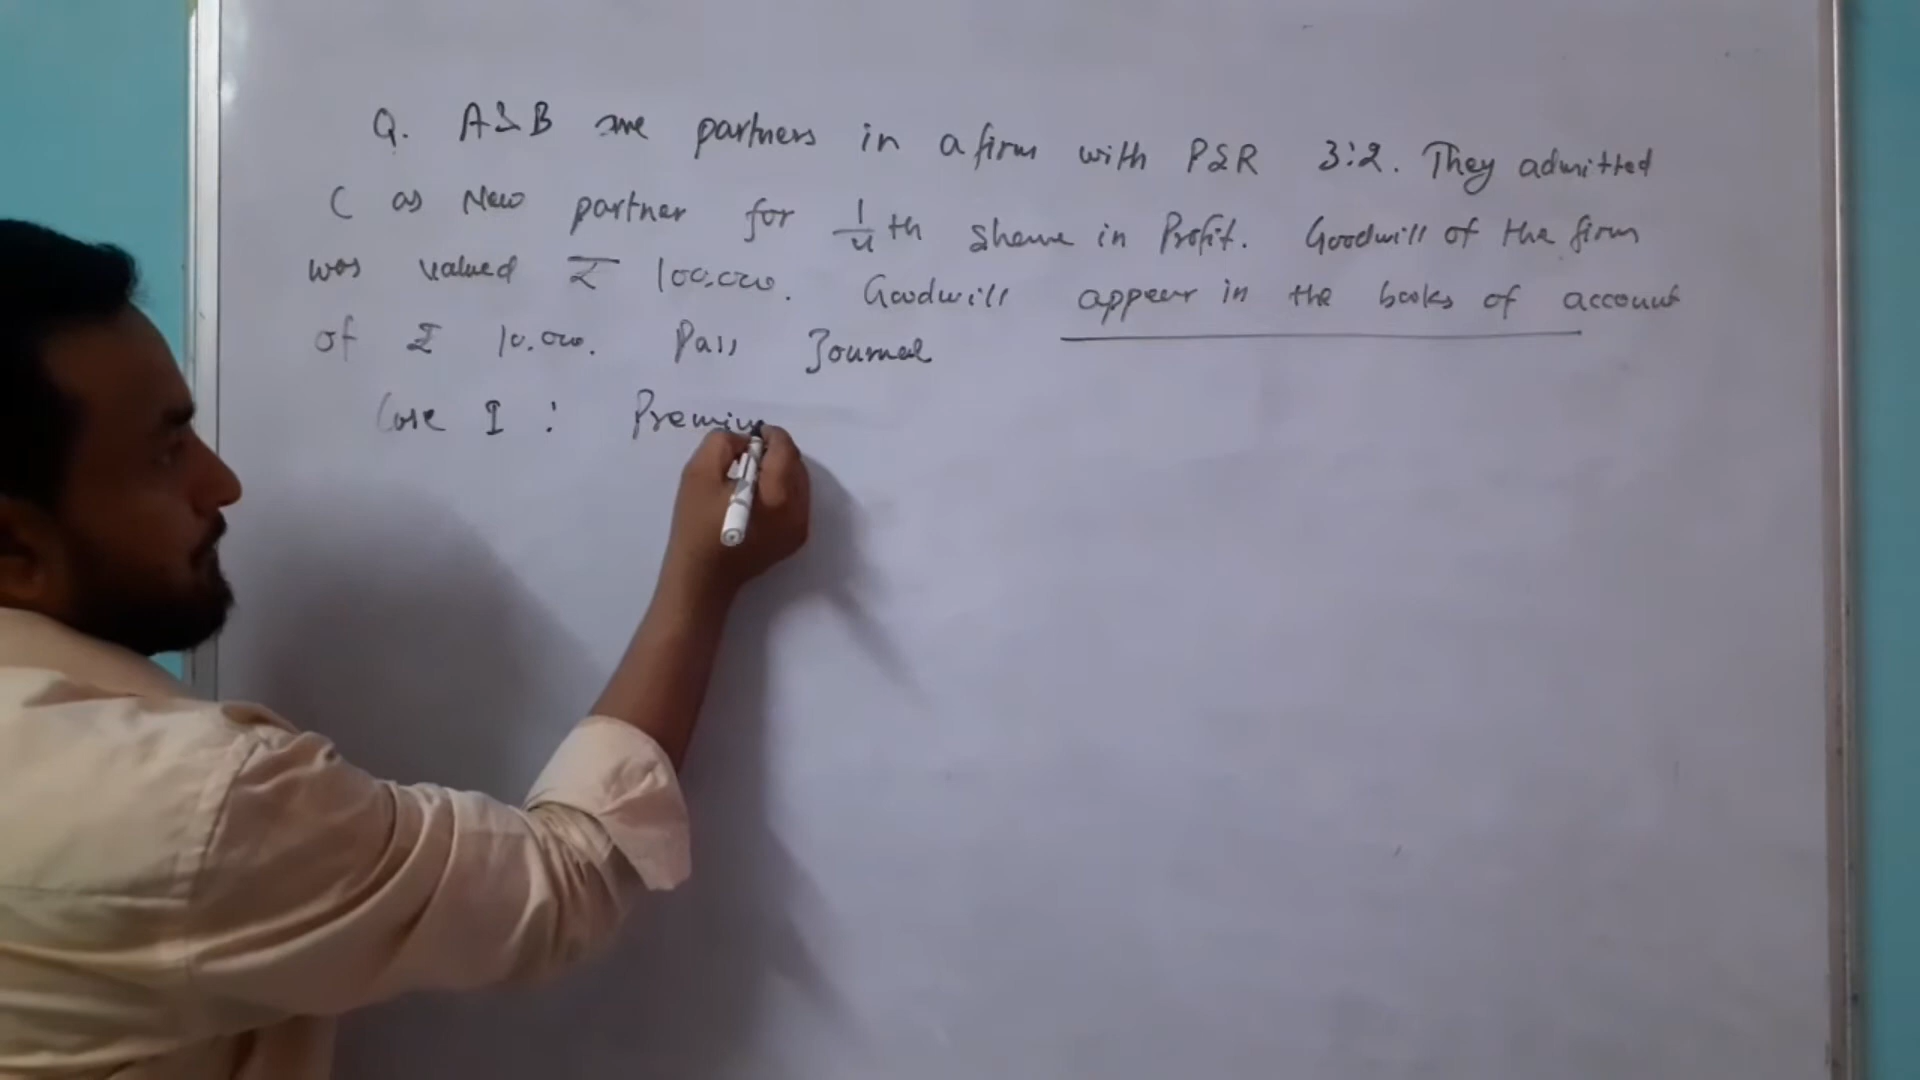 Q. A & B are partners in a firm with P & R 3:2. They admitted
C as New partner for 1/4 th share in Profit. Goodwill of the firm
was valued ₹ 100,000. Goodwill appear in the books of account
of ₹ 10,000. Pass Journal
Case I : Premium